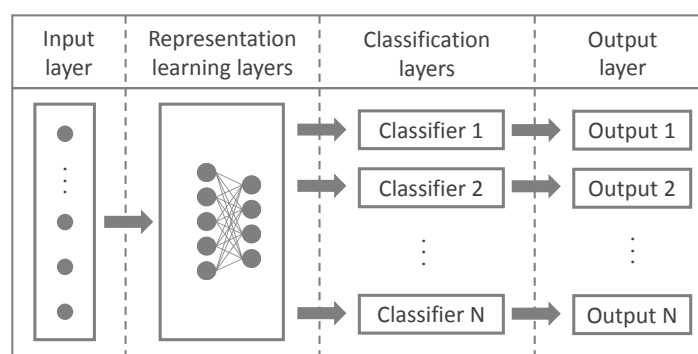 Input
layer
Representation
learning layers
Classification
layers
Output
layer
Classifier 1
Output 1
Classifier 2
Output 2
Classifier N
Output N